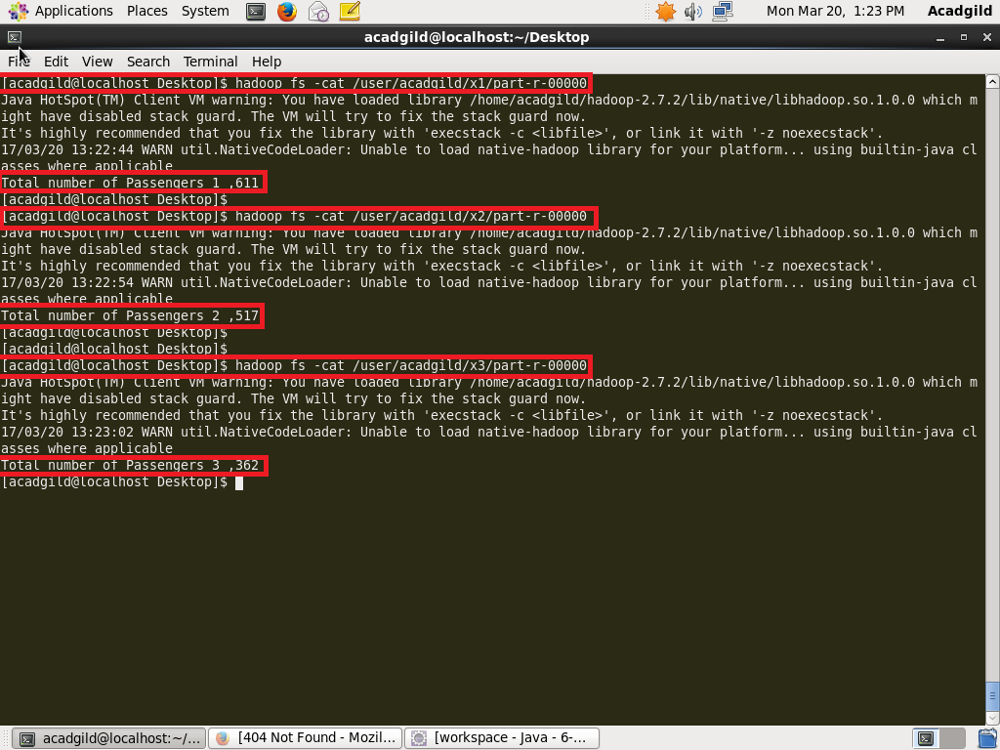 Applications Places System Mon Mar 20, 1:23 PM Acadgild
acadgild@localhost:~/Desktop
File Edit View Search Terminal Help
[acadgild@localhost Desktop]$ hadoop fs -cat /user/acadgild/x1/part-r-00000
Java HotSpot(TM) Client VM warning: You have loaded library /home/acadgild/hadoop-2.7.2/lib/native/libhadoop.so.1.0.0 which m
ight have disabled stack guard. The VM will try to fix the stack guard now.
It's highly recommended that you fix the library with 'execstack -c <libfile>', or link it with '-z noexecstack'.
17/03/20 13:22:44 WARN util.NativeCodeLoader: Unable to load native-hadoop library for your platform... using builtin-java cl
asses where applicable
Total number of Passengers 1 ,611
[acadgild@localhost Desktop]$
[acadgild@localhost Desktop]$ hadoop fs -cat /user/acadgild/x2/part-r-00000
Java HotSpot(TM) Client VM warning: You have loaded library /home/acadgild/hadoop-2.7.2/lib/native/libhadoop.so.1.0.0 which m
ight have disabled stack guard. The VM will try to fix the stack guard now.
It's highly recommended that you fix the library with 'execstack -c <libfile>', or link it with '-z noexecstack'.
17/03/20 13:22:54 WARN util.NativeCodeLoader: Unable to load native-hadoop library for your platform... using builtin-java cl
asses where applicable
Total number of Passengers 2 ,517
[acadgild@localhost Desktop]$
[acadgild@localhost Desktop]$
[acadgild@localhost Desktop]$ hadoop fs -cat /user/acadgild/x3/part-r-00000
Java HotSpot(TM) Client VM warning: You have loaded library /home/acadgild/hadoop-2.7.2/lib/native/libhadoop.so.1.0.0 which m
ight have disabled stack guard. The VM will try to fix the stack guard now.
It's highly recommended that you fix the library with 'execstack -c <libfile>', or link it with '-z noexecstack'.
17/03/20 13:23:02 WARN util.NativeCodeLoader: Unable to load native-hadoop library for your platform... using builtin-java cl
asses where applicable
Total number of Passengers 3 ,362
[acadgild@localhost Desktop]$
acadgild@localhost:~/... [404 Not Found - Mozil... [workspace - Java - 6-...